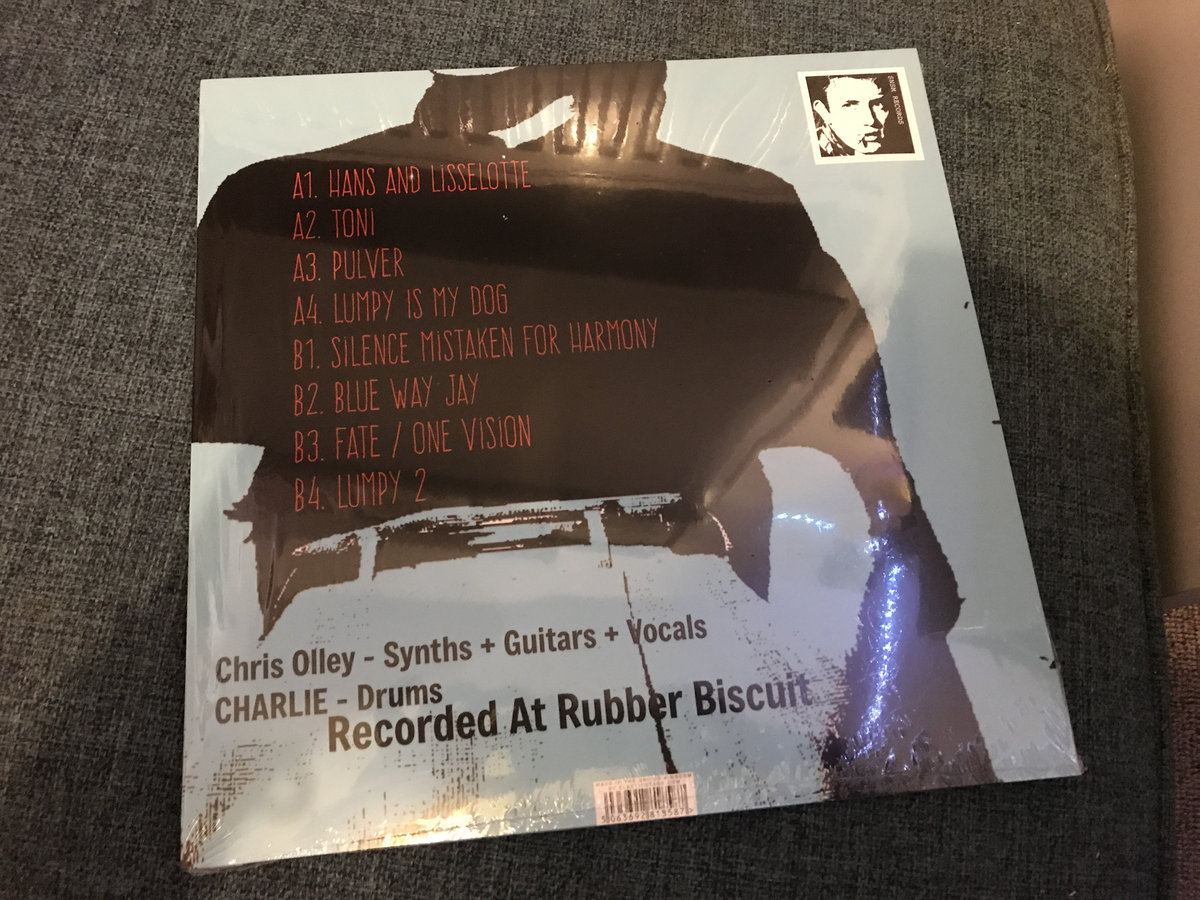 SNUM RECORDS
A1. HANS AND LiSSELOTTE
A2. TONi
A3. PULVER
A4. LUMPY iS MY DOG
B1. SiLENCE MiSTAKEN FOR HARMONY
B2. BLUE WAY JAY
B3. FATE / ONE ViSiON
B4. LUMPY 2
Chris Olley - Synths + Guitars + Vocals
CHARLIE - Drums
Recorded At Rubber Biscuit